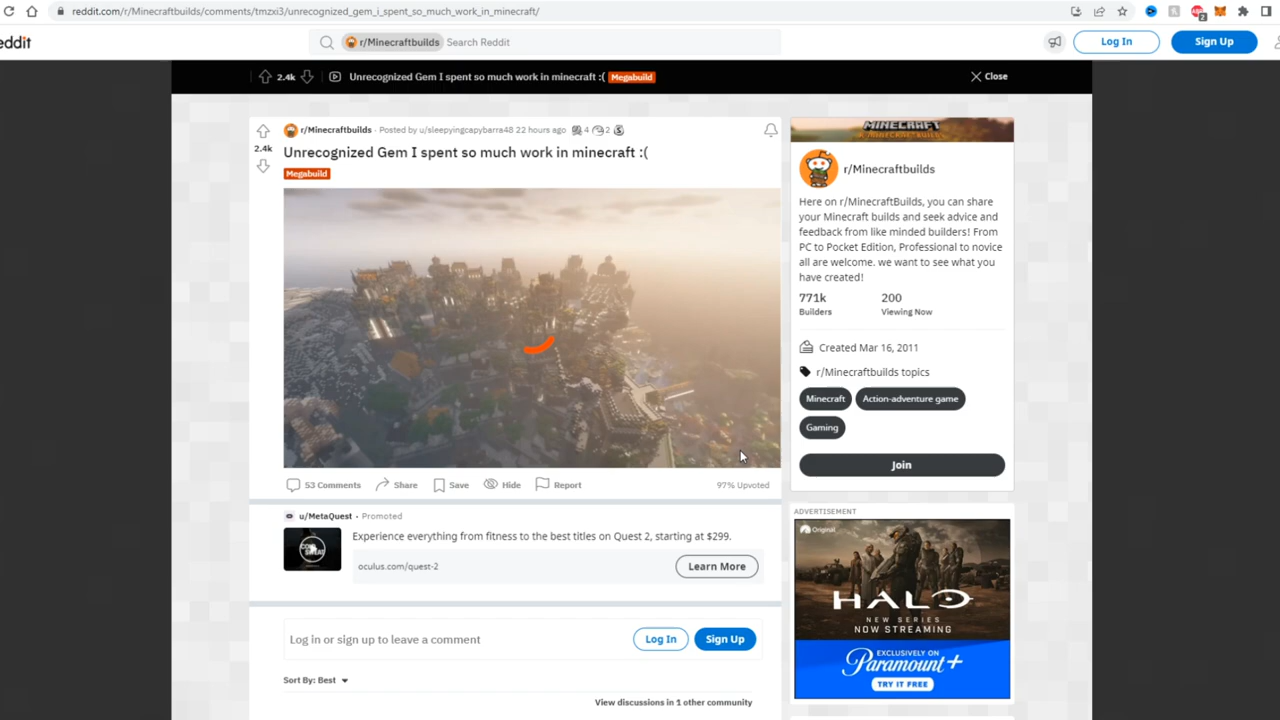 reddit.com/r/Minecraftbuilds/comments/tmzxi3/unrecognized_gem_i_spent_so_much_work_in_minecraft/
eddit
r/Minecraftbuilds Search Reddit
Log In
Sign Up
2.4k
Unrecognized Gem I spent so much work in minecraft :( Megabuild
Close
r/Minecraftbuilds · Posted by u/sleepyingcapybarra48 22 hours ago 4 2
2.4k
Unrecognized Gem I spent so much work in minecraft :(
Megabuild
53 Comments Share Save Hide Report 97% Upvoted
u/MetaQuest · Promoted
Experience everything from fitness to the best titles on Quest 2, starting at $299.
oculus.com/quest-2
Learn More
Log in or sign up to leave a comment
Log In
Sign Up
Sort By: Best
View discussions in 1 other community
MINECRAFT
r/Minecraftbuilds
Here on r/MinecraftBuilds, you can share
your Minecraft builds and seek advice and
feedback from like minded builders! From
PC to Pocket Edition, Professional to novice
all are welcome. we want to see what you
have created!
771k 200
Builders Viewing Now
Created Mar 16, 2011
r/Minecraftbuilds topics
Minecraft Action-adventure game
Gaming
Join
ADVERTISEMENT
Original
HALO
NEW SERIES
NOW STREAMING
EXCLUSIVELY ON
Paramount+
TRY IT FREE